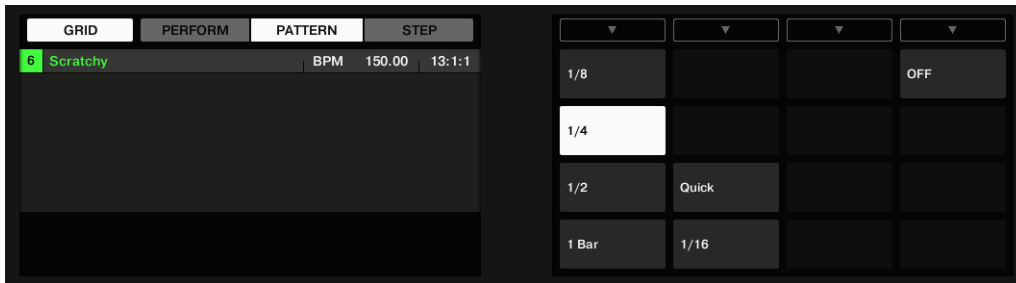 GRID PERFORM PATTERN STEP
6 Scratchy BPM 150.00 13:1:1
1/8 OFF
1/4
1/2 Quick
1 Bar 1/16